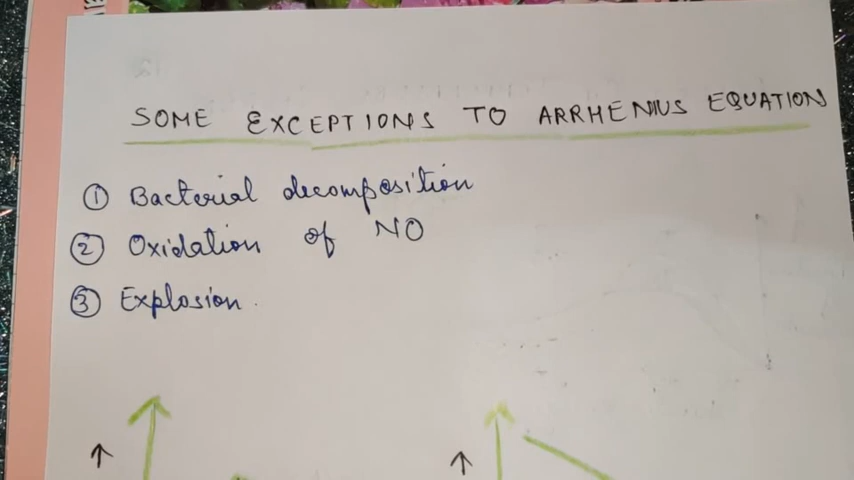 SOME EXCEPTIONS TO ARRHENIUS EQUATION
① Bacterial decomposition
② Oxidation of NO
③ Explosion.